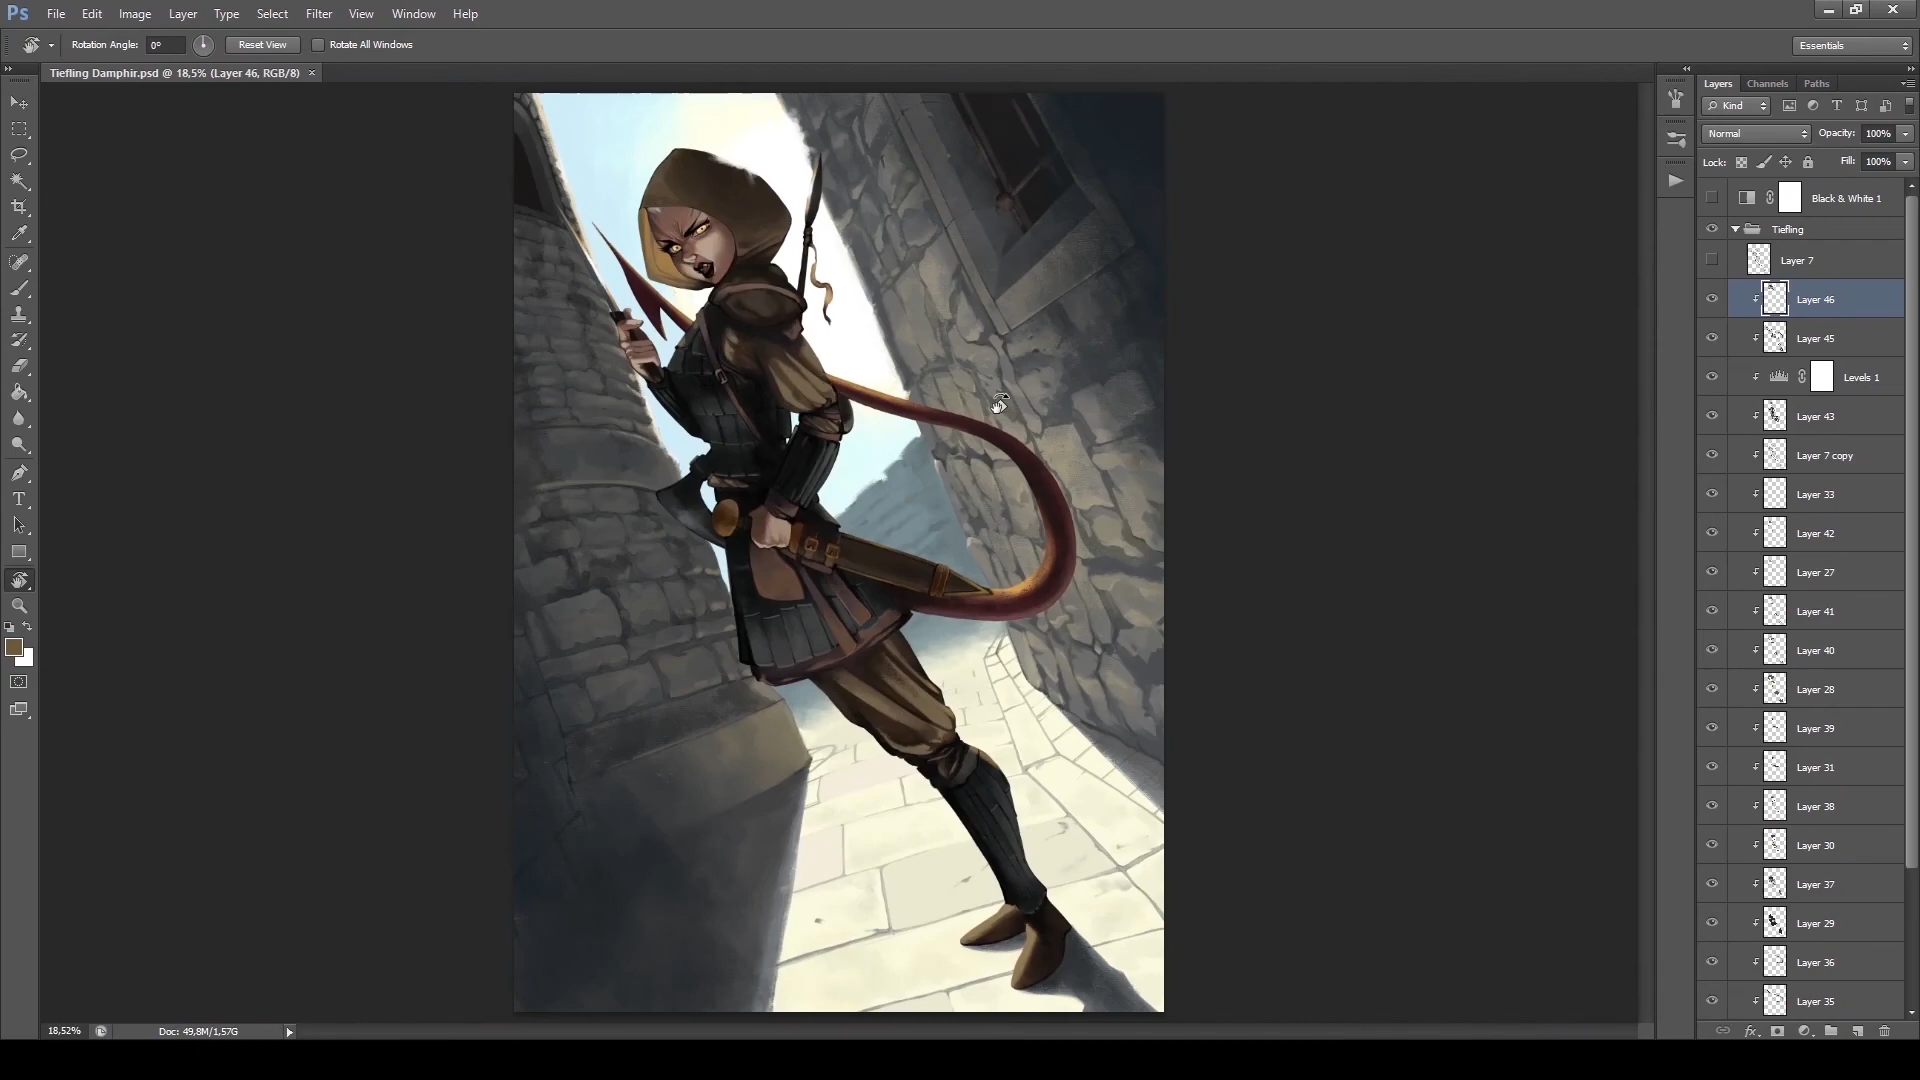 Ps File Edit Image Layer Type Select Filter View Window Help
Rotation Angle: 0° Reset View Rotate All Windows Essentials
Tiefling Damphir.psd @ 18,5% (Layer 46, RGB/8) ×
Layers Channels Paths
Kind
Normal Opacity: 100%
Lock: Fill: 100%
Black & White 1
Tiefling
Layer 7
Layer 46
Layer 45
Levels 1
Layer 43
Layer 7 copy
Layer 33
Layer 42
Layer 27
Layer 41
Layer 40
Layer 28
Layer 39
Layer 31
Layer 38
Layer 30
Layer 37
Layer 29
Layer 36
Layer 35
18,52% Doc: 49,8M/1,57G